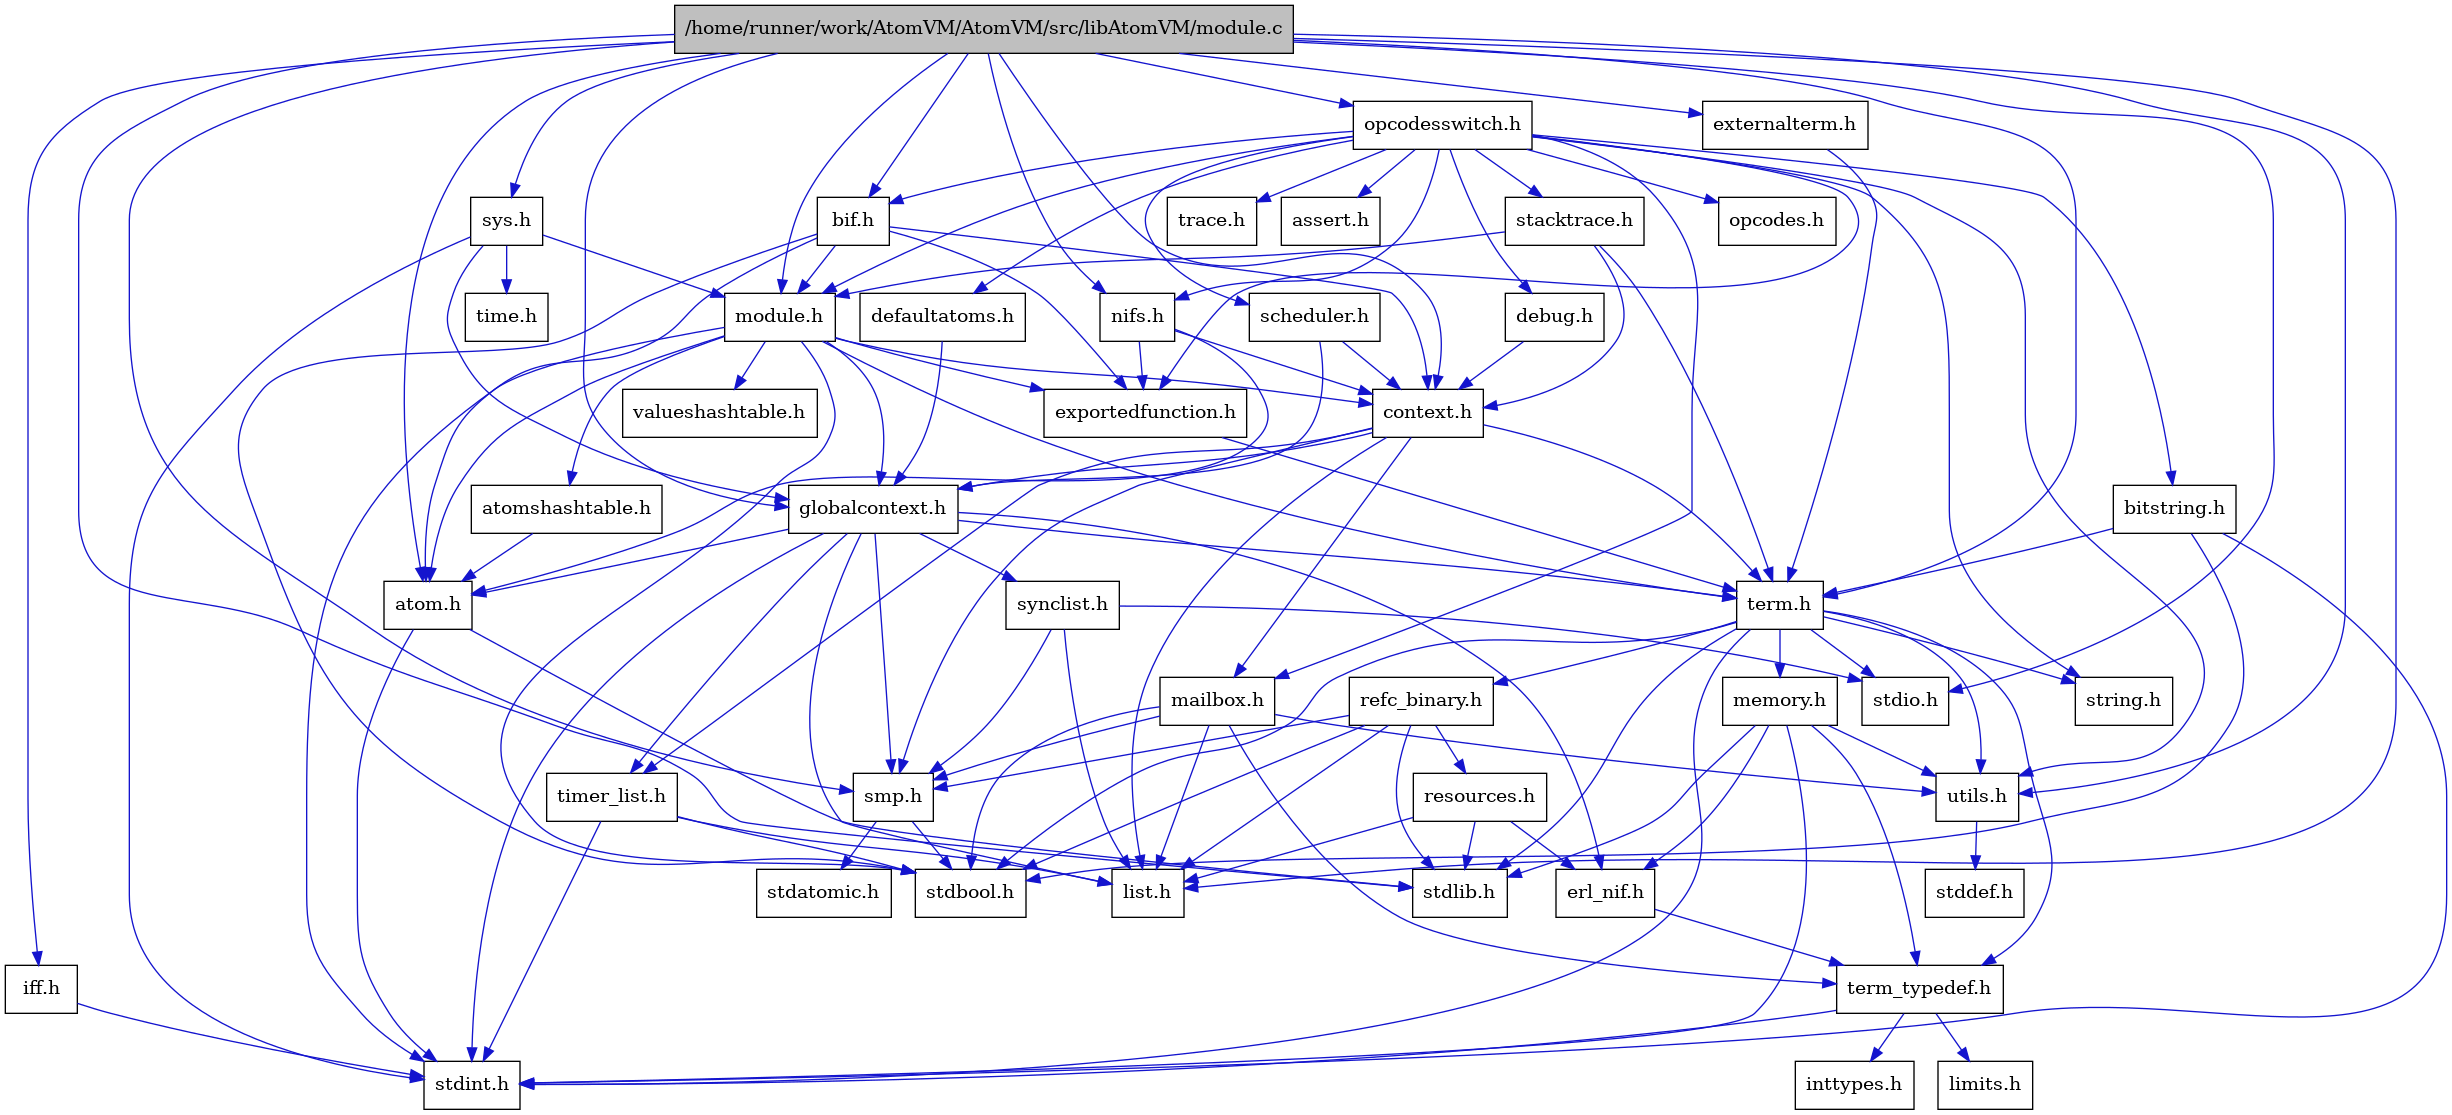 /home/runner/work/AtomVM/AtomVM/src/libAtomVM/module.c
opcodesswitch.h
externalterm.h
sys.h
bif.h
trace.h
assert.h
stacktrace.h
opcodes.h
time.h
module.h
defaultatoms.h
nifs.h
scheduler.h
debug.h
valueshashtable.h
exportedfunction.h
context.h
atomshashtable.h
globalcontext.h
bitstring.h
atom.h
synclist.h
term.h
mailbox.h
refc_binary.h
memory.h
stdio.h
string.h
timer_list.h
smp.h
resources.h
utils.h
stdatomic.h
stdbool.h
list.h
stdlib.h
erl_nif.h
stddef.h
iff.h
term_typedef.h
stdint.h
inttypes.h
limits.h